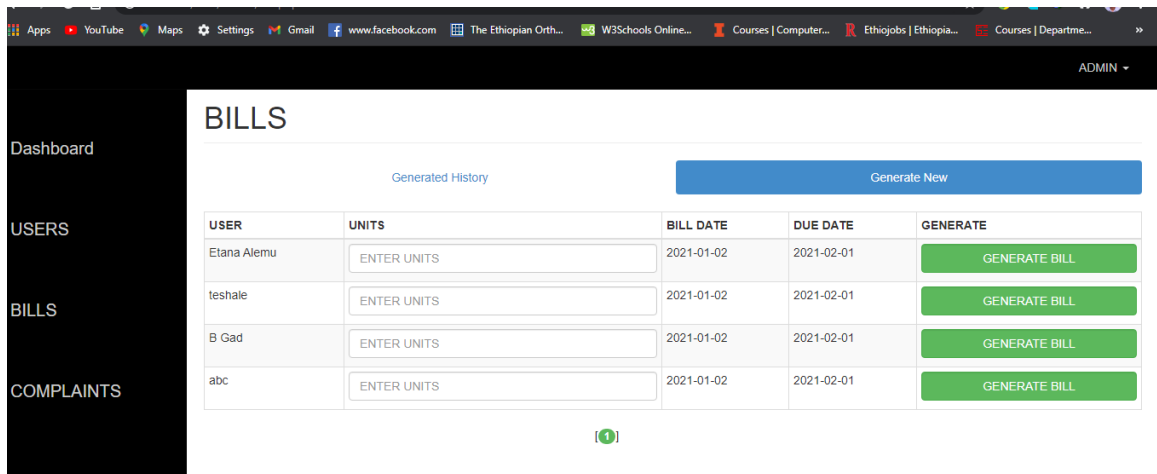 Apps YouTube Maps Settings Gmail www.facebook.com The Ethiopian Orth... W3Schools Online... Courses | Computer... Ethiojobs | Ethiopia... Courses | Departme... »
ADMIN
BILLS
Dashboard
USERS
BILLS
COMPLAINTS
Generated History Generate New
USER UNITS BILL DATE DUE DATE GENERATE
Etana Alemu ENTER UNITS 2021-01-02 2021-02-01 GENERATE BILL
teshale ENTER UNITS 2021-01-02 2021-02-01 GENERATE BILL
B Gad ENTER UNITS 2021-01-02 2021-02-01 GENERATE BILL
abc ENTER UNITS 2021-01-02 2021-02-01 GENERATE BILL
[1]